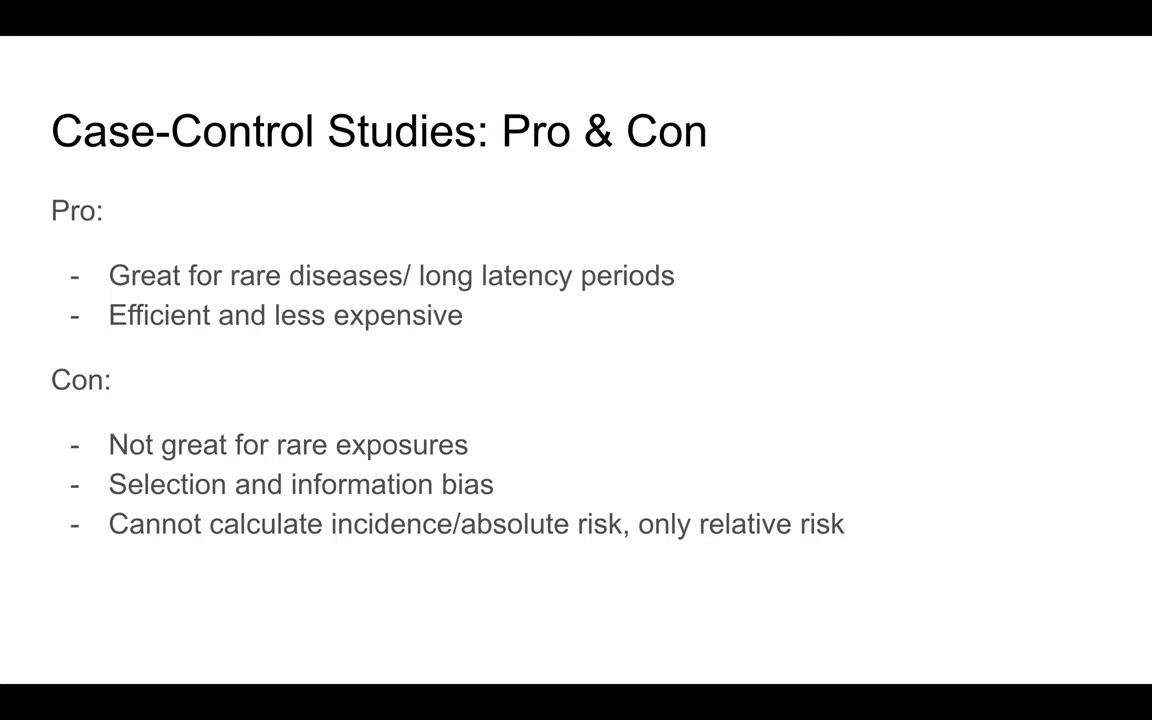 Case-Control Studies: Pro & Con
Pro:
- Great for rare diseases/ long latency periods
- Efficient and less expensive
Con:
- Not great for rare exposures
- Selection and information bias
- Cannot calculate incidence/absolute risk, only relative risk